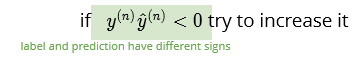 if y⁽ⁿ⁾ŷ⁽ⁿ⁾ < 0 try to increase it
label and prediction have different signs